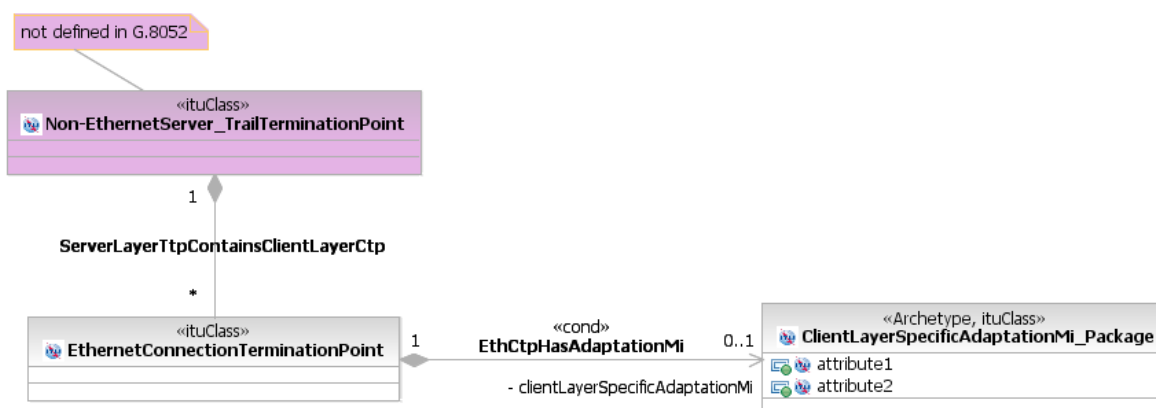 not defined in G.8052
«ituClass»
Non-EthernetServer_TrailTerminationPoint
1
ServerLayerTtpContainsClientLayerCtp
*
«ituClass»
EthernetConnectionTerminationPoint
1
«cond»
EthCtpHasAdaptationMi
0..1
- clientLayerSpecificAdaptationMi
«Archetype, ituClass»
ClientLayerSpecificAdaptationMi_Package
attribute1
attribute2